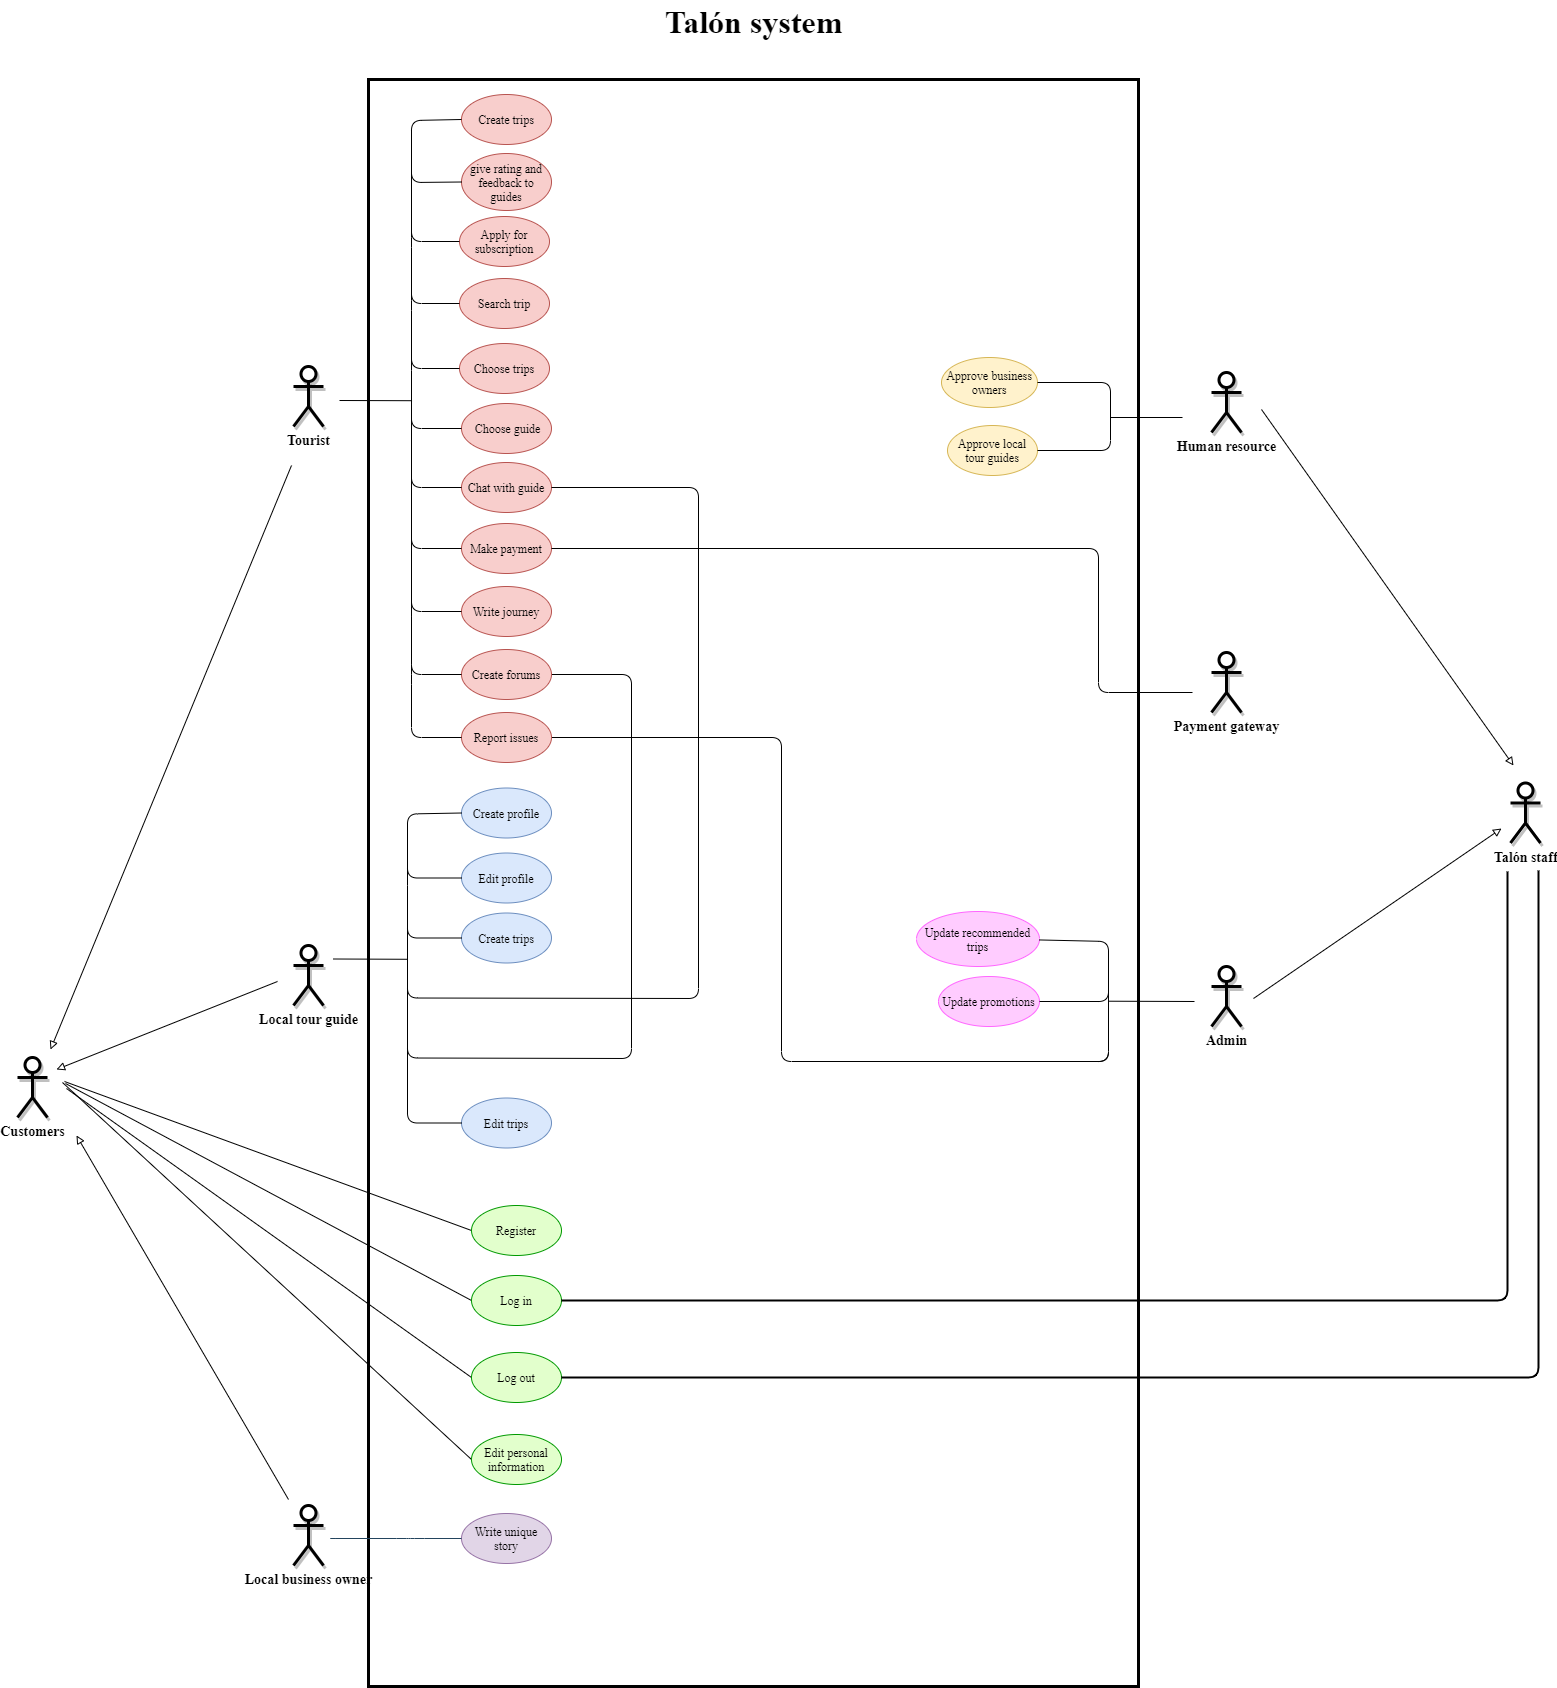 Talón system
Create trips
give rating and
feedback to
guides
Apply for
subscription
Search trip
Choose trips
Choose guide
Chat with guide
Make payment
Write journey
Create forums
Report issues
Tourist
Approve business
owners
Approve local
tour guides
Human resource
Payment gateway
Talón staff
Create profile
Edit profile
Create trips
Edit trips
Local tour guide
Update recommended
trips
Update promotions
Admin
Customers
Register
Log in
Log out
Edit personal
information
Write unique
story
Local business owner